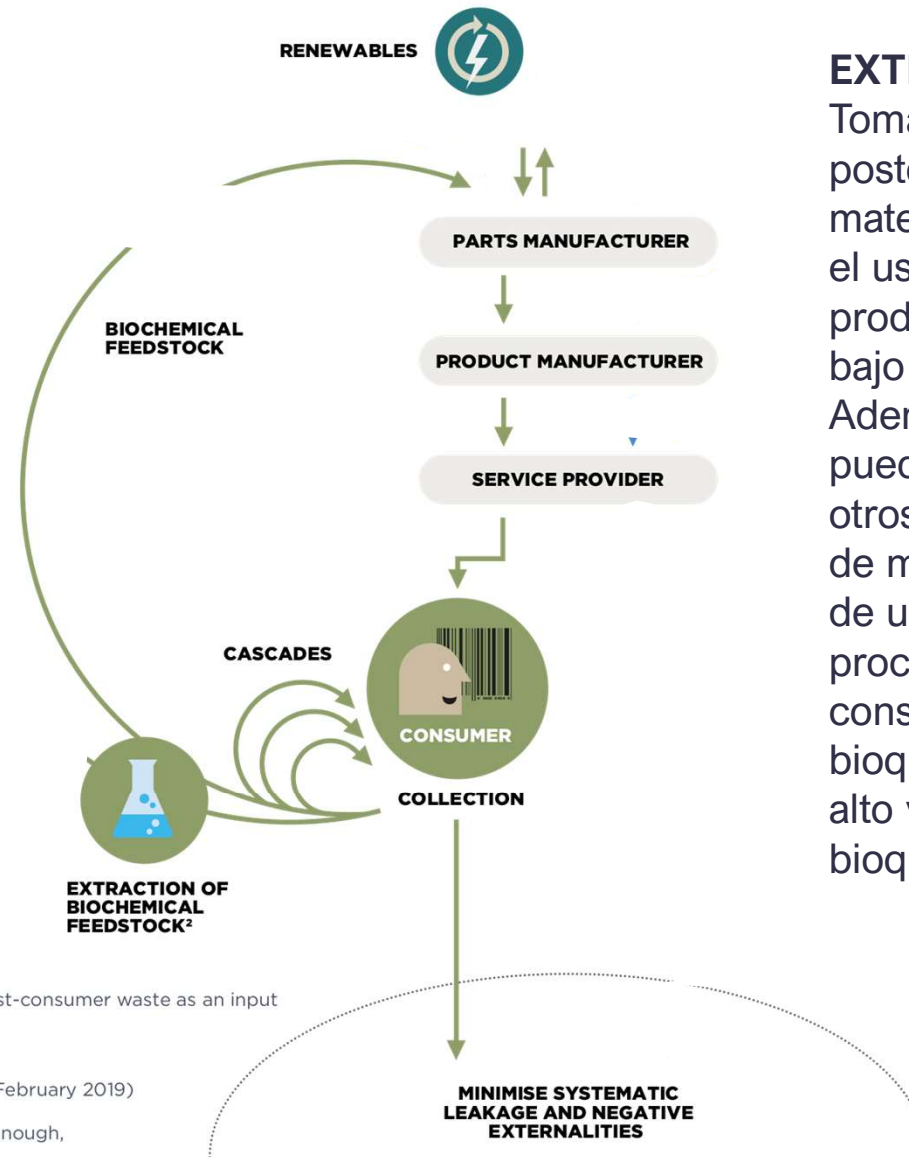 RENEWABLES
PARTS MANUFACTURER
BIOCHEMICAL
FEEDSTOCK
PRODUCT MANUFACTURER
SERVICE PROVIDER
CASCADES
CONSUMER
COLLECTION
EXTRACTION OF
BIOCHEMICAL
FEEDSTOCK²
st-consumer waste as an input
February 2019)
nough,
MINIMISE SYSTEMATIC
LEAKAGE AND NEGATIVE
EXTERNALITIES
EXT
Toma
poste
mate
el us
prod
bajo
Ader
pued
otros
de m
de u
proc
cons
bioq
alto v
bioq